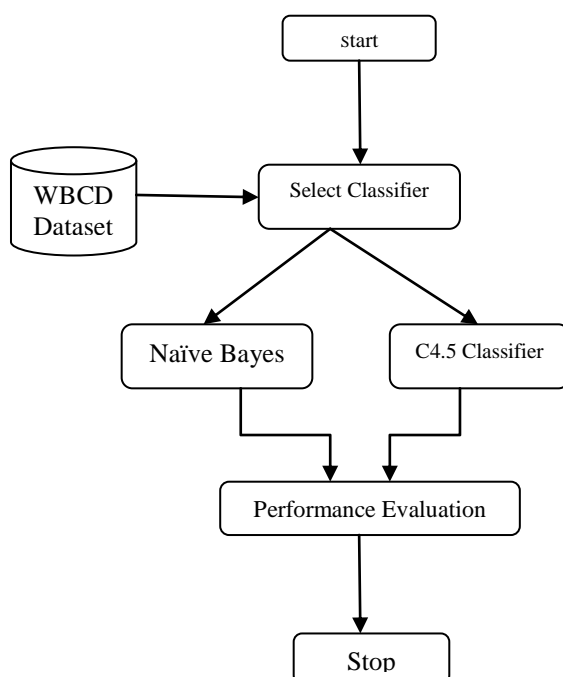 start
WBCD
Dataset
Select Classifier
Naïve Bayes
C4.5 Classifier
Performance Evaluation
Stop